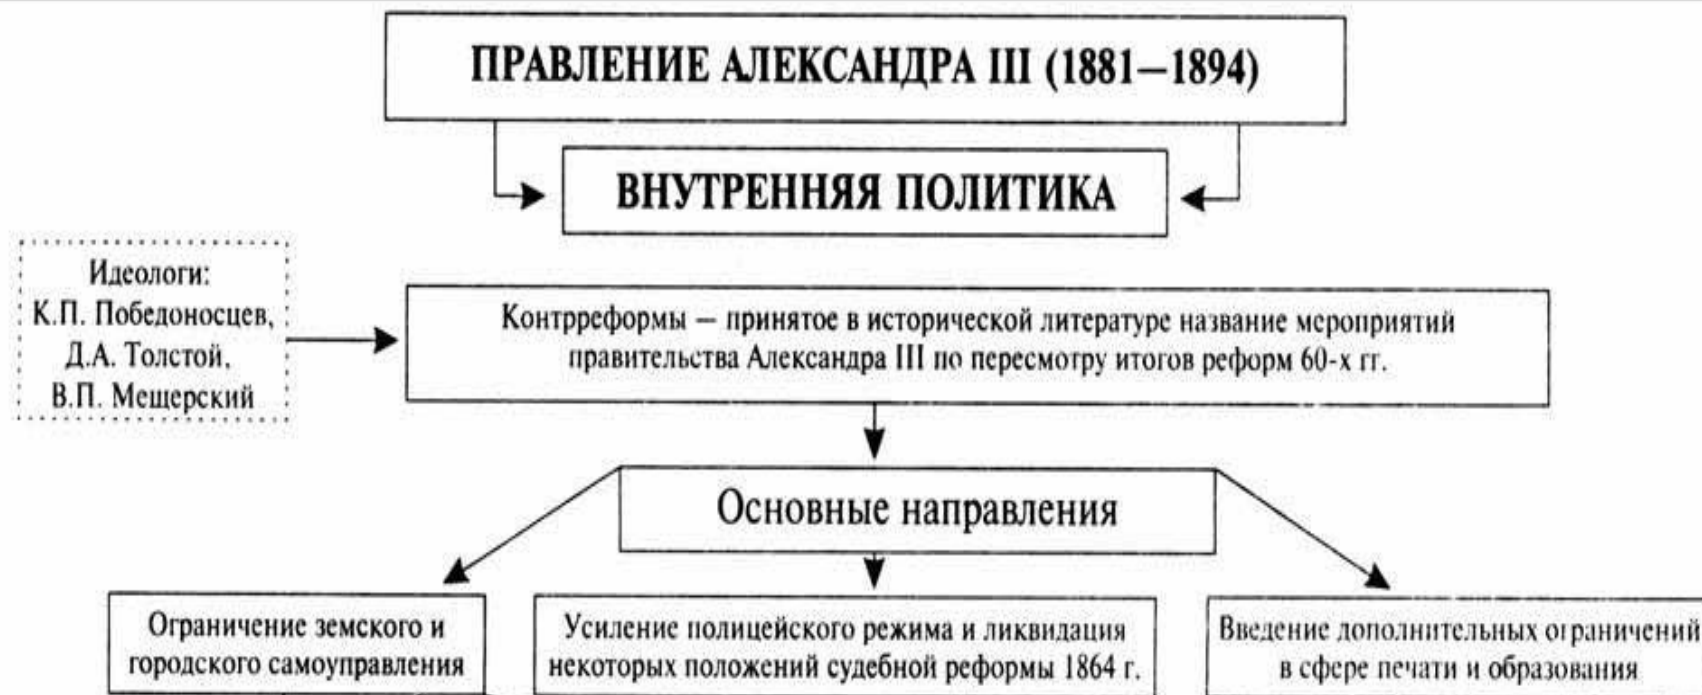 ПРАВЛЕНИЕ АЛЕКСАНДРА III (1881—1894)
ВНУТРЕННЯЯ ПОЛИТИКА
Идеологи:
К.П. Победоносцев,
Д.А. Толстой,
В.П. Мещерский
Контрреформы — принятое в исторической литературе название мероприятий
правительства Александра III по пересмотру итогов реформ 60-х гг.
Основные направления
Ограничение земского и
городского самоуправления
Усиление полицейского режима и ликвидация
некоторых положений судебной реформы 1864 г.
Введение дополнительных ограничений
в сфере печати и образования